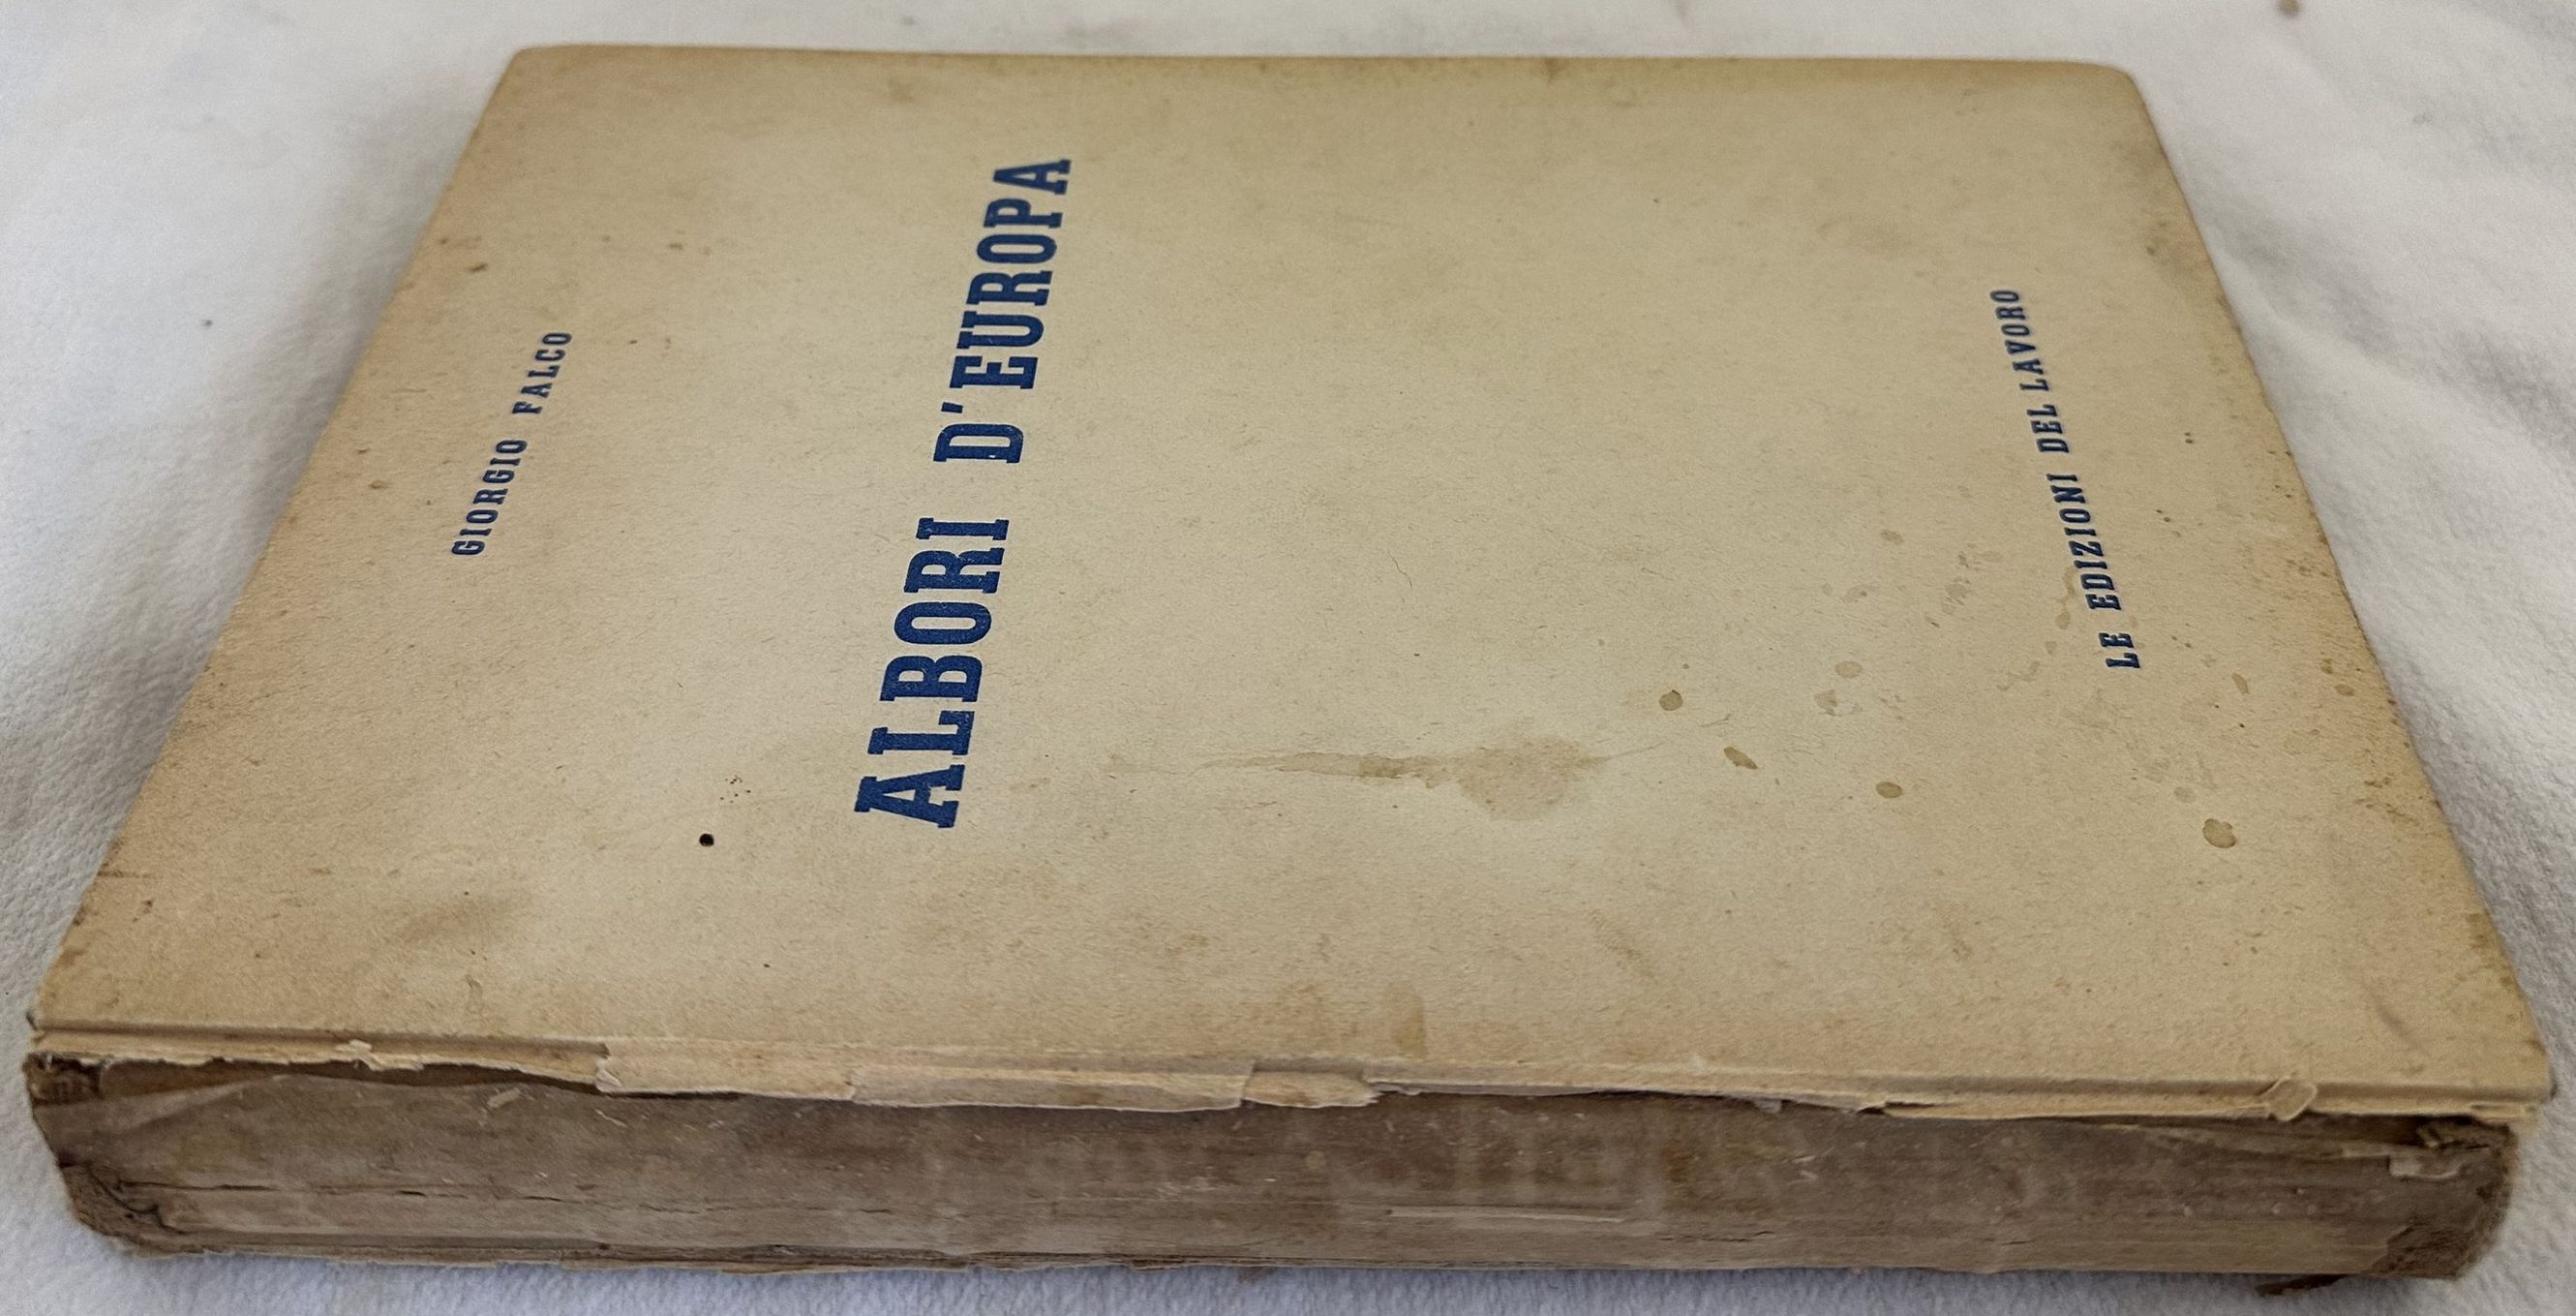 GIORGIO FALCO
ALBORI D'EUROPA
LE EDIZIONI DEL LAVORO